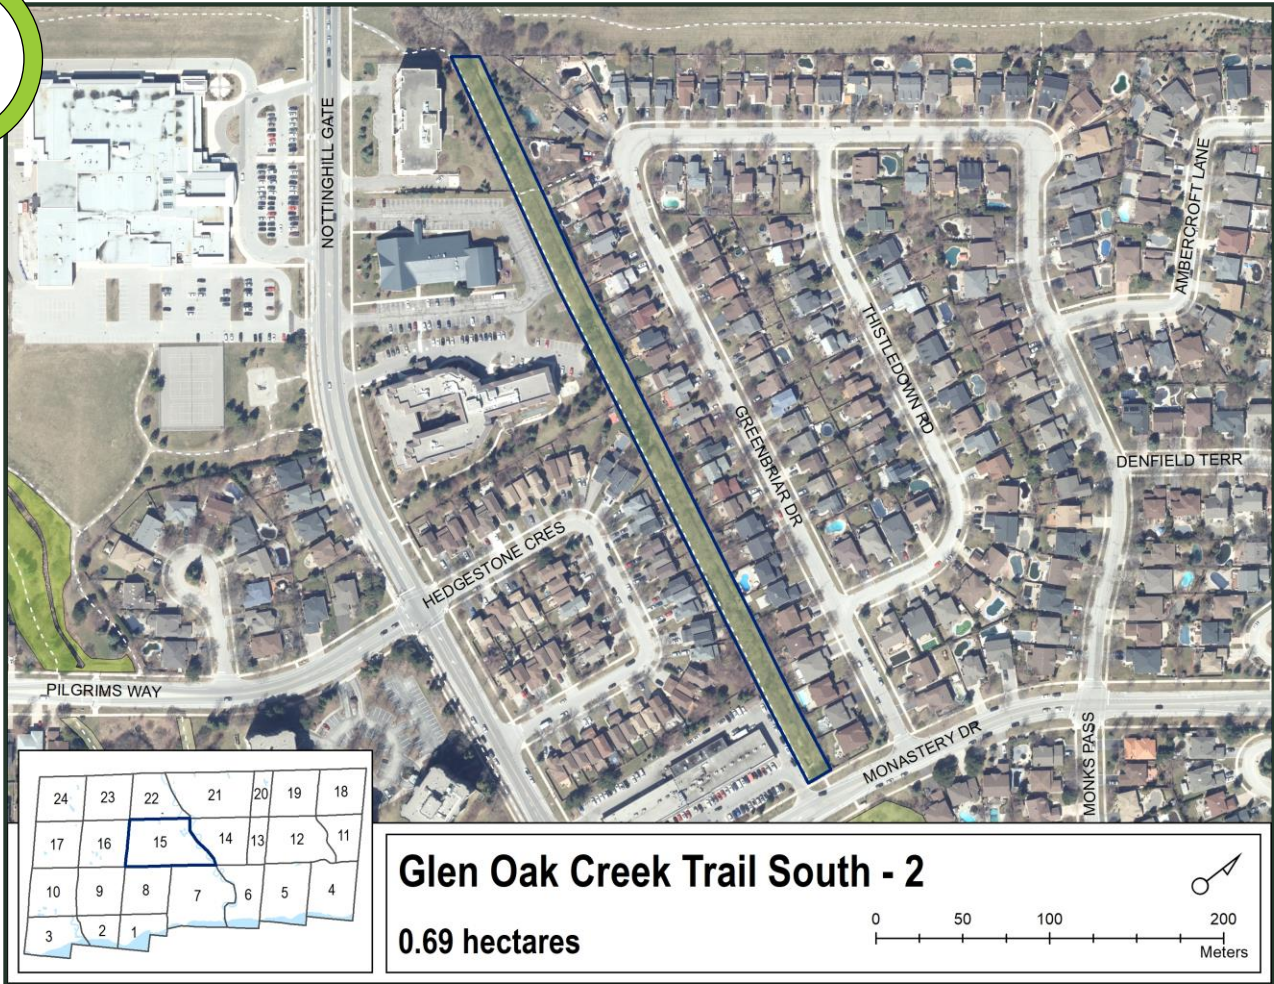 NOTTINGHILL GATE
AMBERCROFT LANE
THISTLEDOWN RD
GREENBRIAR DR
DENFIELD TERR
HEDGESTONE CRES
PILGRIMS WAY
MONASTERY DR
MONKS PASS
24 23 22 21 20 19 18
17 16 15 14 13 12 11
10 9 8 7 6 5 4
3 2 1
Glen Oak Creek Trail South - 2
0.69 hectares
0 50 100 200
Meters